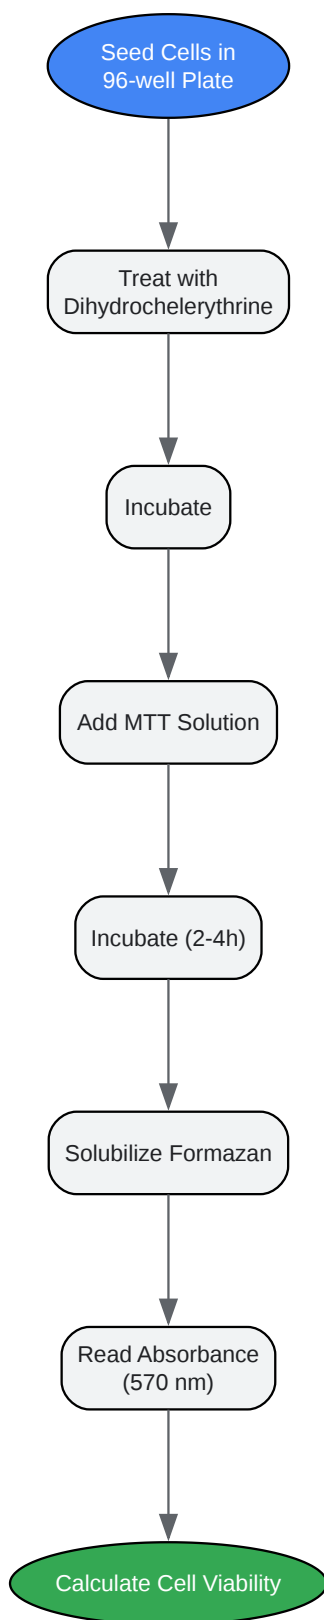 Seed Cells in
96-well Plate
Treat with
Dihydrochelerythrine
Incubate
Add MTT Solution
Incubate (2-4h)
Solubilize Formazan
Read Absorbance
(570 nm)
Calculate Cell Viability